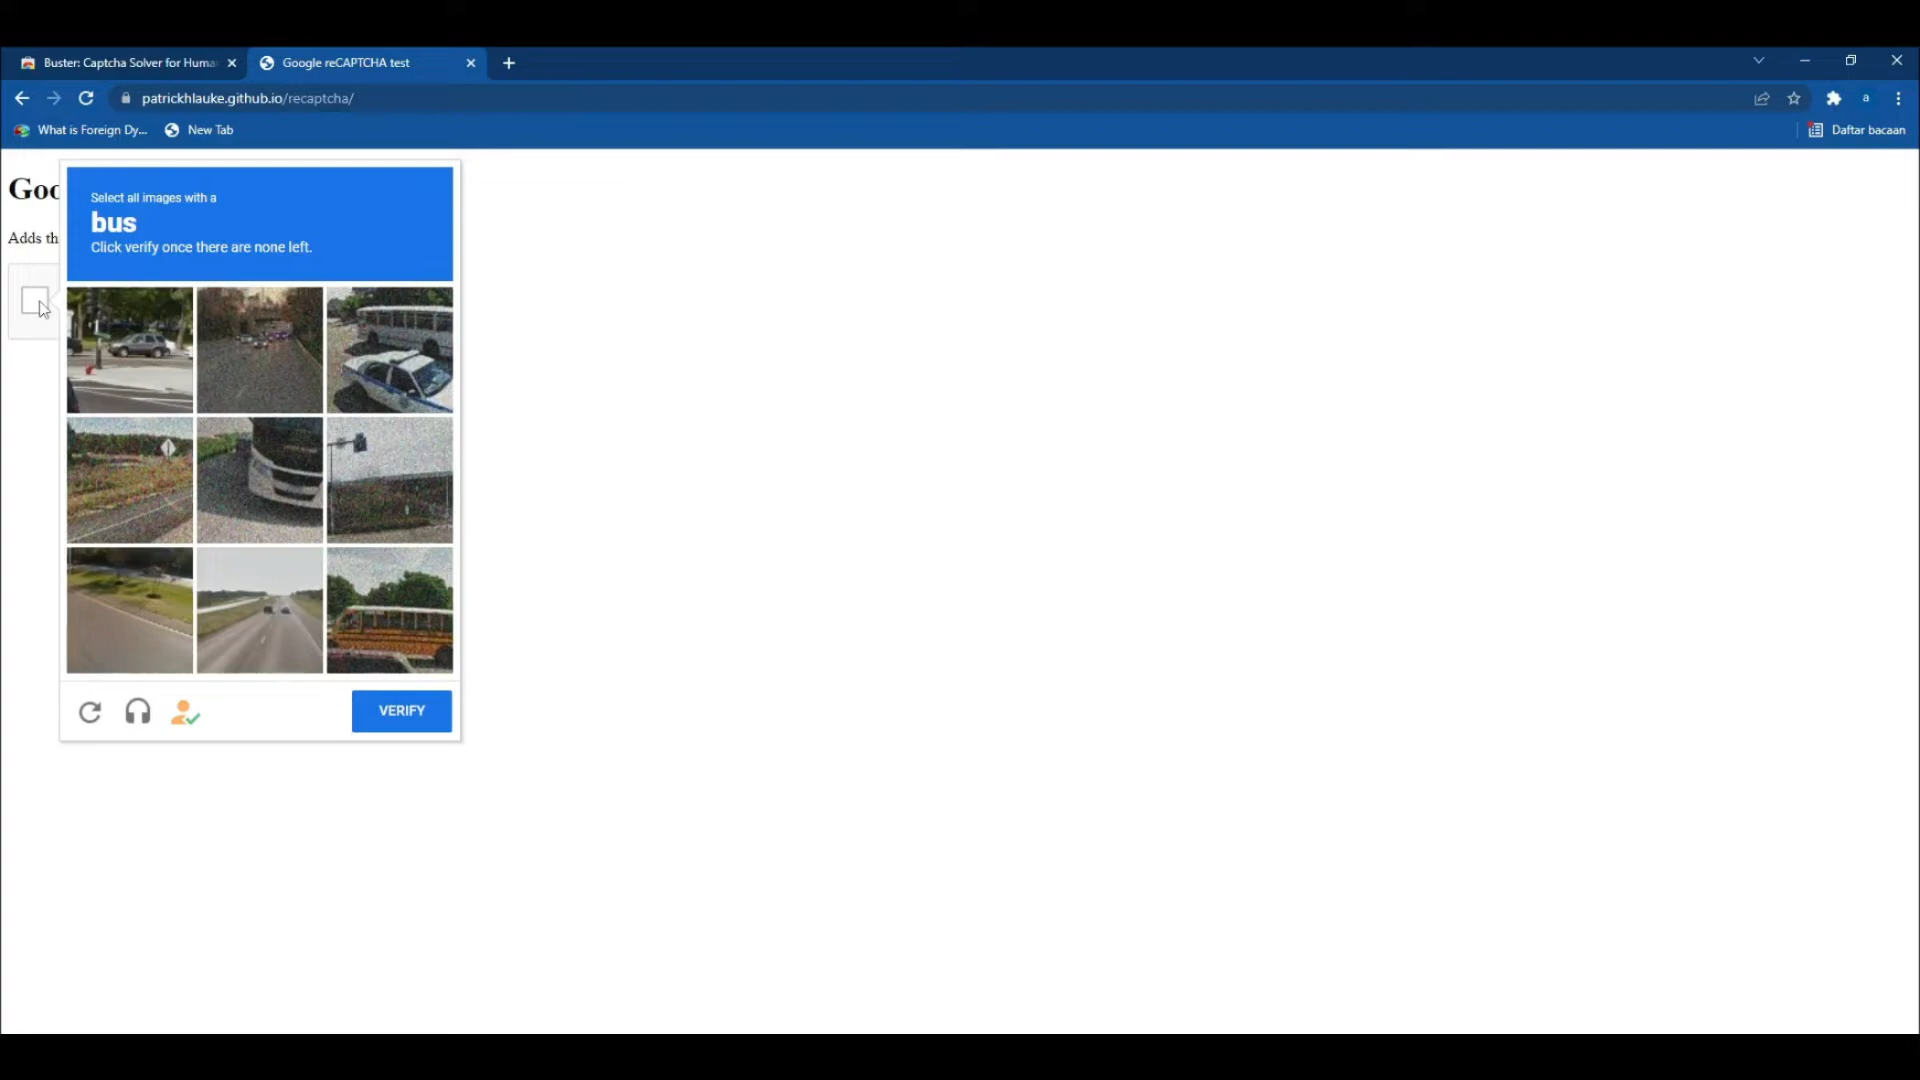 Buster: Captcha Solver for Huma
Google reCAPTCHA test
patrickhlauke.github.io/recaptcha/
a
What is Foreign Dy...
New Tab
Daftar bacaan
Goo
Adds th
Select all images with a
bus
Click verify once there are none left.
VERIFY